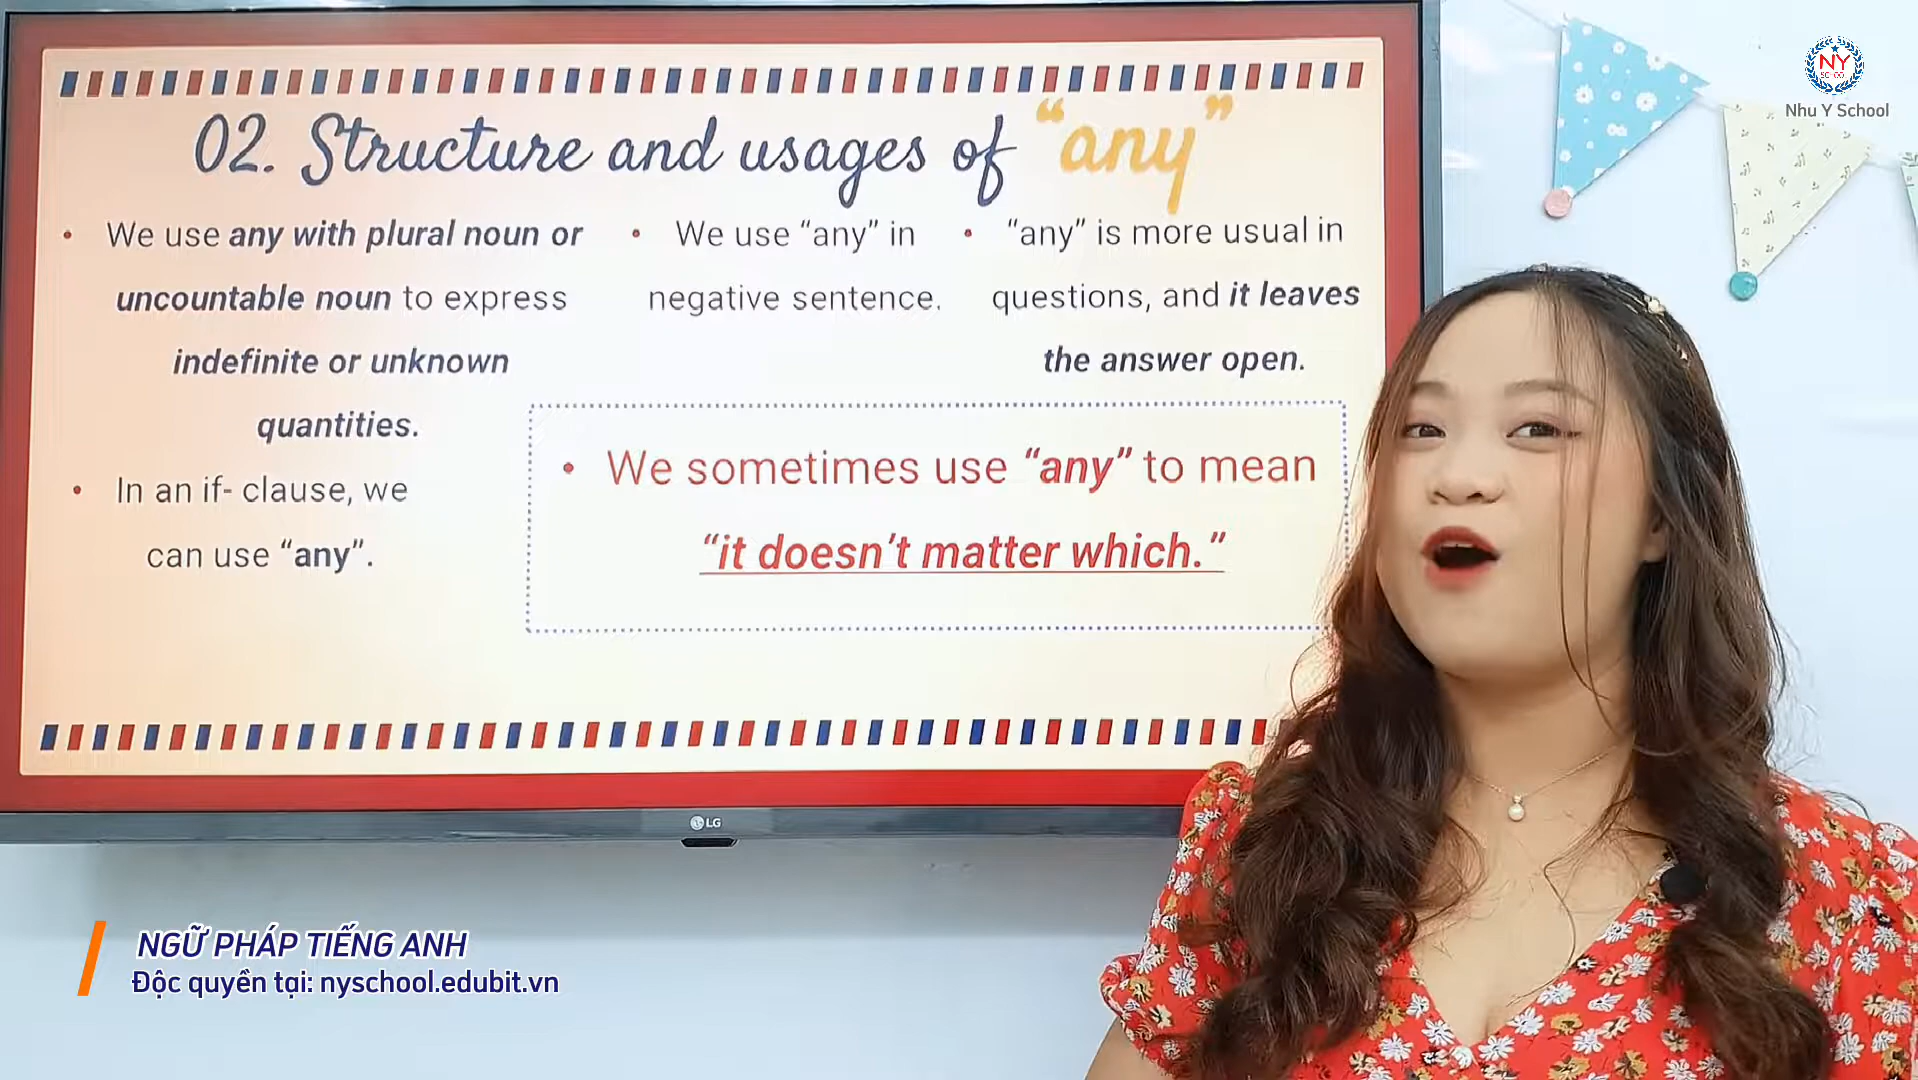 02. Structure and usages of “any”
• We use any with plural noun or
uncountable noun to express
indefinite or unknown
quantities.
• In an if- clause, we
can use “any”.
• We use “any” in
negative sentence.
• “any” is more usual in
questions, and it leaves
the answer open.
• We sometimes use “any” to mean
“it doesn’t matter which.”
LG
NY
SCHOOL
Nhu Y School
NGỮ PHÁP TIẾNG ANH
Độc quyền tại: nyschool.edubit.vn